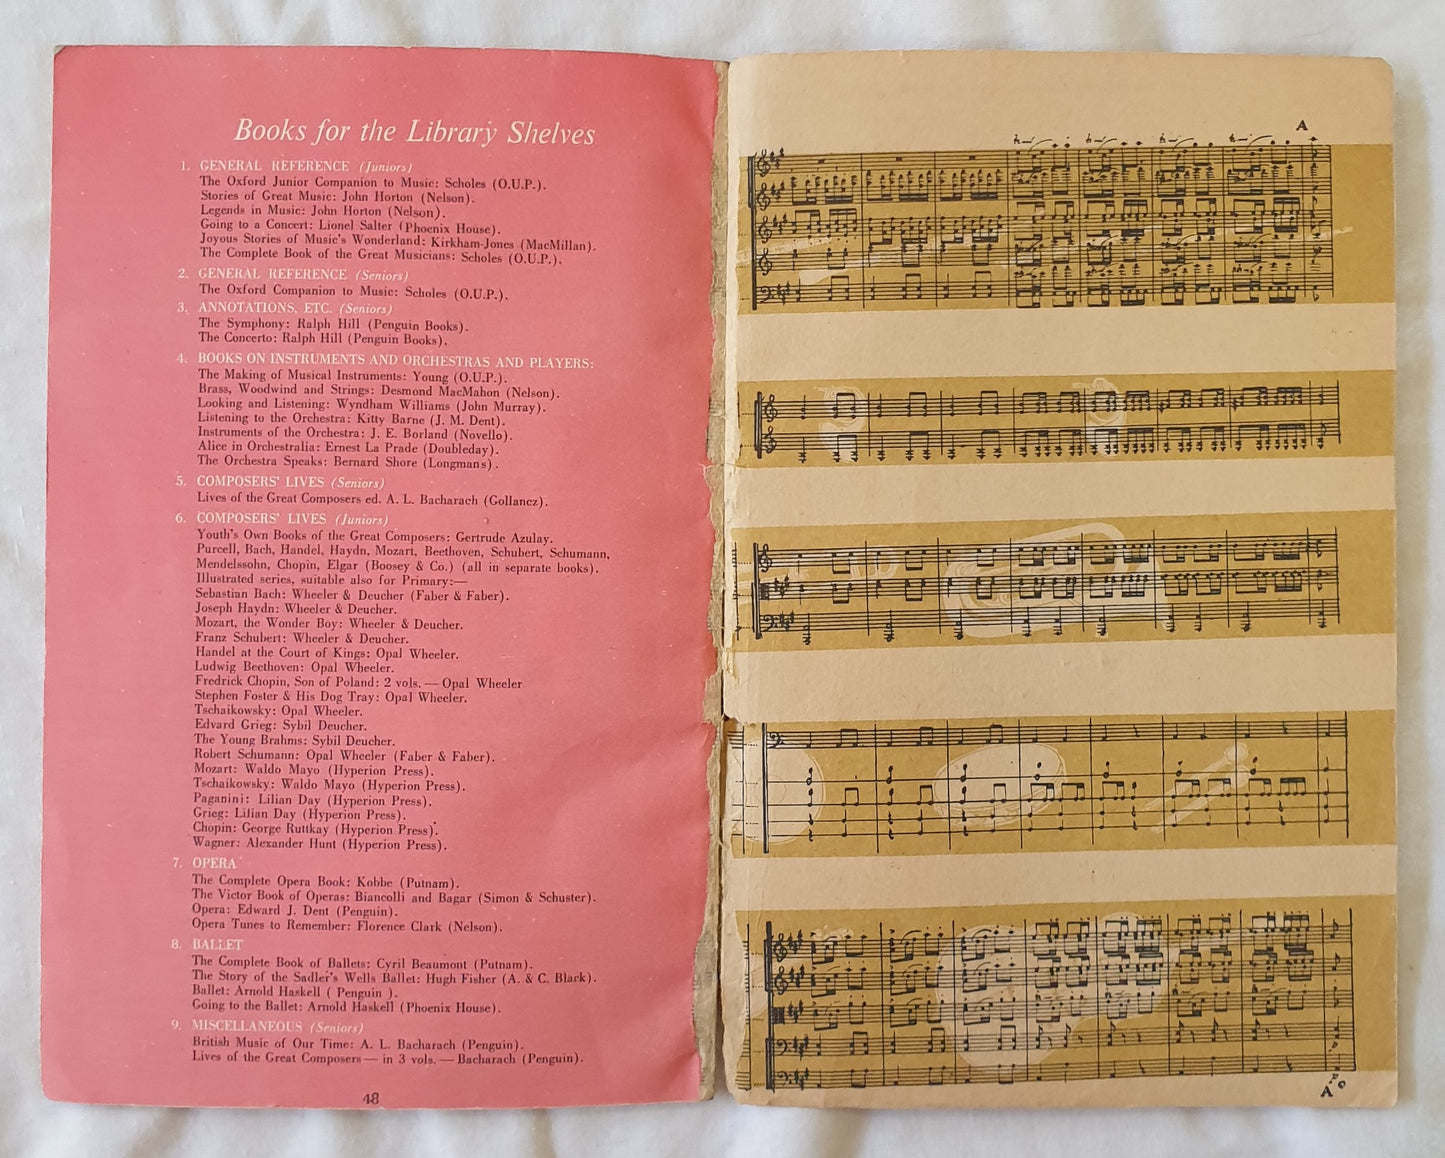 Books for the Library Shelves
1. GENERAL REFERENCE (Juniors)
The Oxford Junior Companion to Music: Scholes (O.U.P.).
Stories of Great Music: John Horton (Nelson).
Legends in Music: John Horton (Nelson).
Going to a Concert: Lionel Salter (Phoenix House).
Joyous Stories of Music's Wonderland: Kirkham-Jones (MacMillan).
The Complete Book of the Great Musicians: Scholes (O.U.P.).
2. GENERAL REFERENCE (Seniors)
The Oxford Companion to Music: Scholes (O.U.P.).
3. ANNOTATIONS, ETC. (Seniors)
The Symphony: Ralph Hill (Penguin Books).
The Concerto: Ralph Hill (Penguin Books).
4. BOOKS ON INSTRUMENTS AND ORCHESTRAS AND PLAYERS:
The Making of Musical Instruments: Young (O.U.P.).
Brass, Woodwind and Strings: Desmond MacMahon (Nelson).
Looking and Listening: Wyndham Williams (John Murray).
Listening to the Orchestra: Kitty Barne (J. M. Dent).
Instruments of the Orchestra: J. E. Borland (Novello).
Alice in Orchestralia: Ernest La Prade (Doubleday).
The Orchestra Speaks: Bernard Shore (Longmans).
5. COMPOSERS' LIVES (Seniors)
Lives of the Great Composers ed. A. L. Bacharach (Gollancz).
6. COMPOSERS' LIVES (Juniors)
Youth's Own Books of the Great Composers: Gertrude Azulay.
Purcell, Bach, Handel, Haydn, Mozart, Beethoven, Schubert, Schumann,
Mendelssohn, Chopin, Elgar (Boosey & Co.) (all in separate books).
Illustrated series, suitable also for Primary:—
Sebastian Bach: Wheeler & Deucher (Faber & Faber).
Joseph Haydn: Wheeler & Deucher.
Mozart, the Wonder Boy: Wheeler & Deucher.
Franz Schubert: Wheeler & Deucher.
Handel at the Court of Kings: Opal Wheeler.
Ludwig Beethoven: Opal Wheeler.
Fredrick Chopin, Son of Poland: 2 vols. — Opal Wheeler
Stephen Foster & His Dog Tray: Opal Wheeler.
Tschaikowsky: Opal Wheeler.
Edvard Grieg: Sybil Deucher.
The Young Brahms: Sybil Deucher.
Robert Schumann: Opal Wheeler (Faber & Faber).
Mozart: Waldo Mayo (Hyperion Press).
Tschaikowsky: Waldo Mayo (Hyperion Press).
Paganini: Lilian Day (Hyperion Press).
Grieg: Lilian Day (Hyperion Press).
Chopin: George Ruttkay (Hyperion Press).
Wagner: Alexander Hunt (Hyperion Press).
7. OPERA
The Complete Opera Book: Kobbe (Putnam).
The Victor Book of Operas: Biancolli and Bagar (Simon & Schuster).
Opera: Edward J. Dent (Penguin).
Opera Tunes to Remember: Florence Clark (Nelson).
8. BALLET
The Complete Book of Ballets: Cyril Beaumont (Putnam).
The Story of the Sadler's Wells Ballet: Hugh Fisher (A. & C. Black).
Ballet: Arnold Haskell ( Penguin ).
Going to the Ballet: Arnold Haskell (Phoenix House).
9. MISCELLANEOUS (Seniors)
British Music of Our Time: A. L. Bacharach (Penguin).
Lives of the Great Composers — in 3 vols. — Bacharach (Penguin).
48
A
A